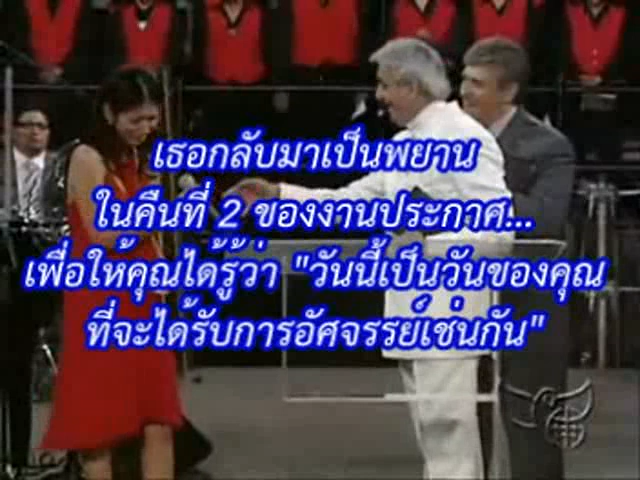 เธอกลับมาเป็นพยาน
ในคืนที่ 2 ของงานประกาศ...
เพื่อให้คุณได้รู้ว่า "วันนี้เป็นวันของคุณ
ที่จะได้รับการอัศจรรย์เช่นกัน"